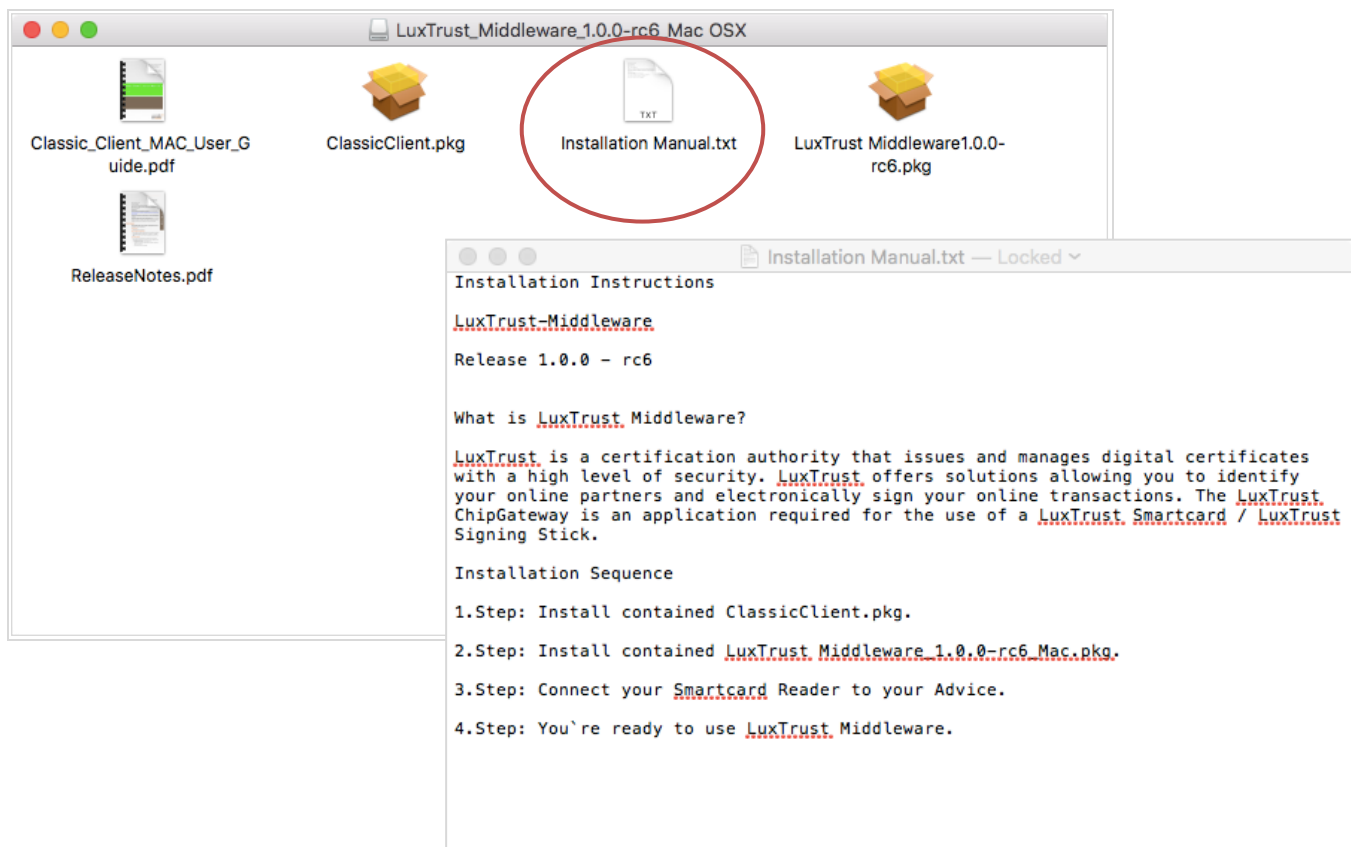 LuxTrust_Middleware_1.0.0-rc6 Mac OSX
Classic_Client_MAC_User_G
uide.pdf
ClassicClient.pkg
TXT
Installation Manual.txt
LuxTrust Middleware1.0.0-
rc6.pkg
ReleaseNotes.pdf
Installation Manual.txt — Locked
Installation Instructions
LuxTrust-Middleware
Release 1.0.0 – rc6
What is LuxTrust Middleware?
LuxTrust is a certification authority that issues and manages digital certificates
with a high level of security. LuxTrust offers solutions allowing you to identify
your online partners and electronically sign your online transactions. The LuxTrust
ChipGateway is an application required for the use of a LuxTrust Smartcard / LuxTrust
Signing Stick.
Installation Sequence
1.Step: Install contained ClassicClient.pkg.
2.Step: Install contained LuxTrust Middleware_1.0.0-rc6_Mac.pkg.
3.Step: Connect your Smartcard Reader to your Advice.
4.Step: You`re ready to use LuxTrust Middleware.